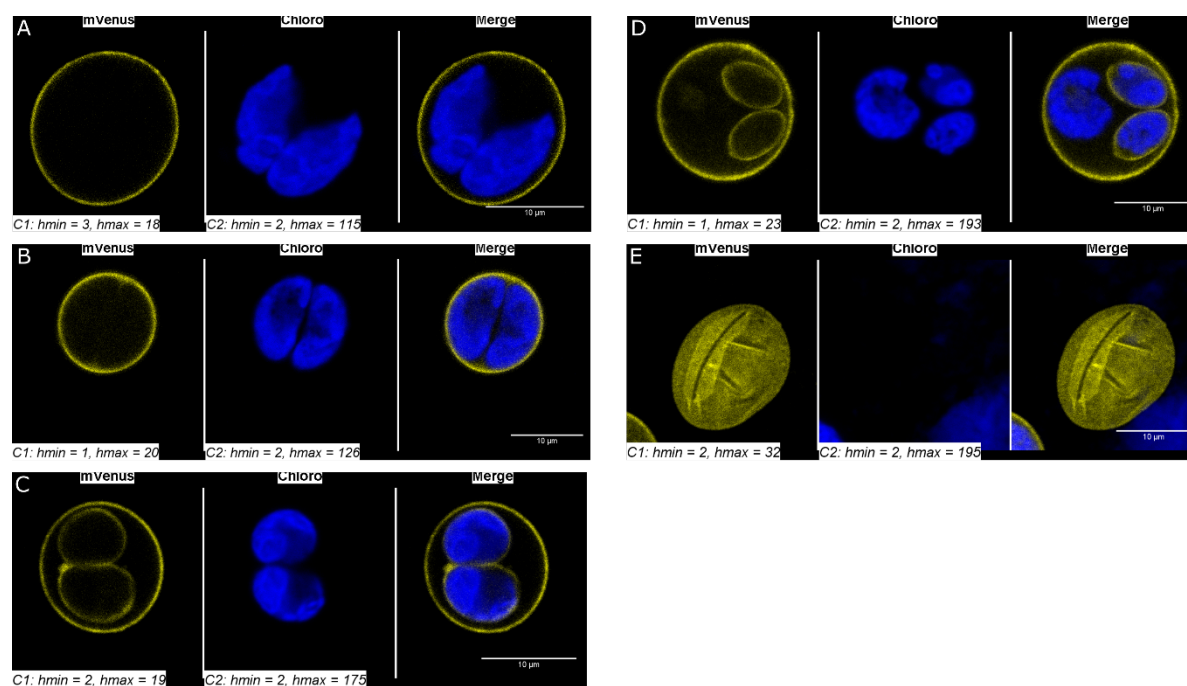 A
mVenus Chloro Merge
10 µm
C1: hmin = 3, hmax = 18 C2: hmin = 2, hmax = 115
B
mVenus Chloro Merge
10 µm
C1: hmin = 1, hmax = 20 C2: hmin = 2, hmax = 126
C
mVenus Chloro Merge
10 µm
C1: hmin = 2, hmax = 19 C2: hmin = 2, hmax = 175
D
mVenus Chloro Merge
10 µm
C1: hmin = 1, hmax = 23 C2: hmin = 2, hmax = 193
E
mVenus Chloro Merge
10 µm
C1: hmin = 2, hmax = 32 C2: hmin = 2, hmax = 195